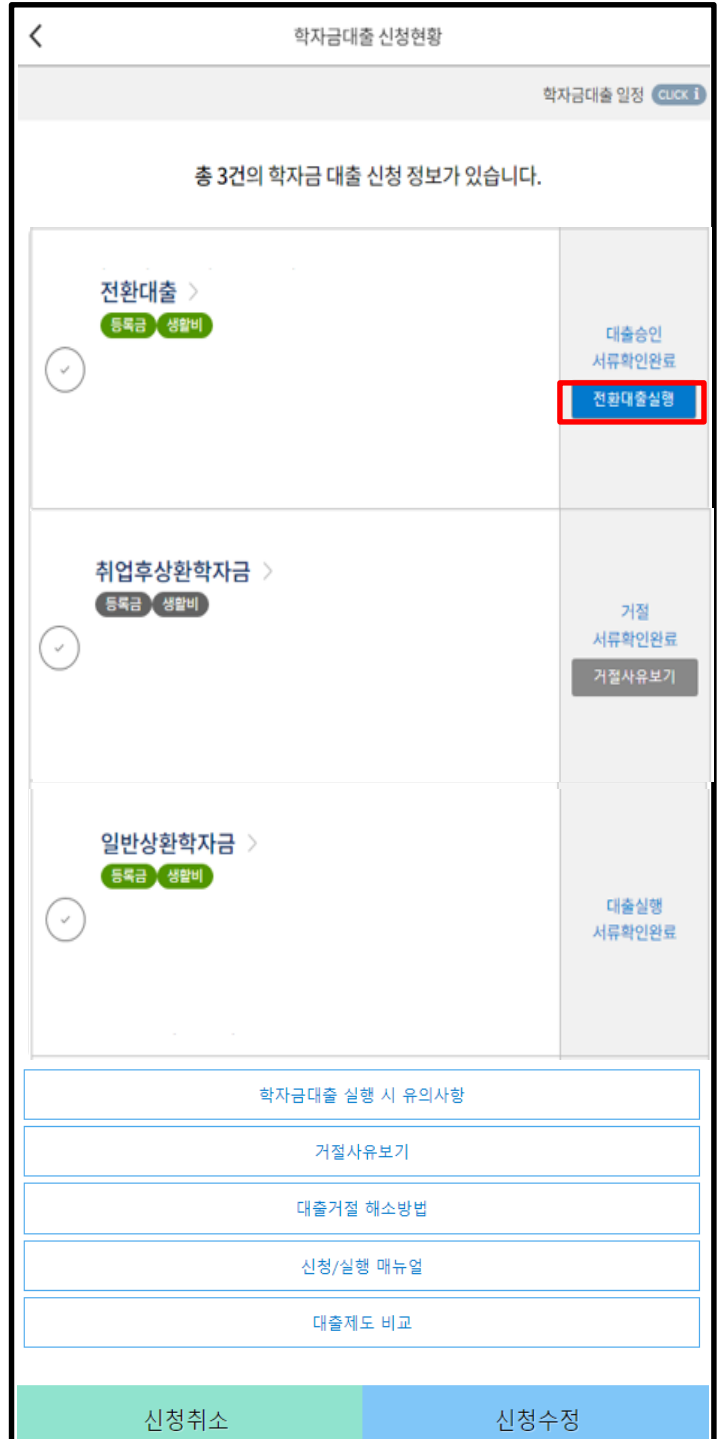 학자금대출 신청현황
학자금대출 일정 CLICK i
총 3건의 학자금 대출 신청 정보가 있습니다.
전환대출
등록금 생활비
대출승인
서류확인완료
전환대출실행
취업후상환학자금
등록금 생활비
거절
서류확인완료
거절사유보기
일반상환학자금
등록금 생활비
대출실행
서류확인완료
학자금대출 실행 시 유의사항
거절사유보기
대출거절 해소방법
신청/실행 매뉴얼
대출제도 비교
신청취소 신청수정